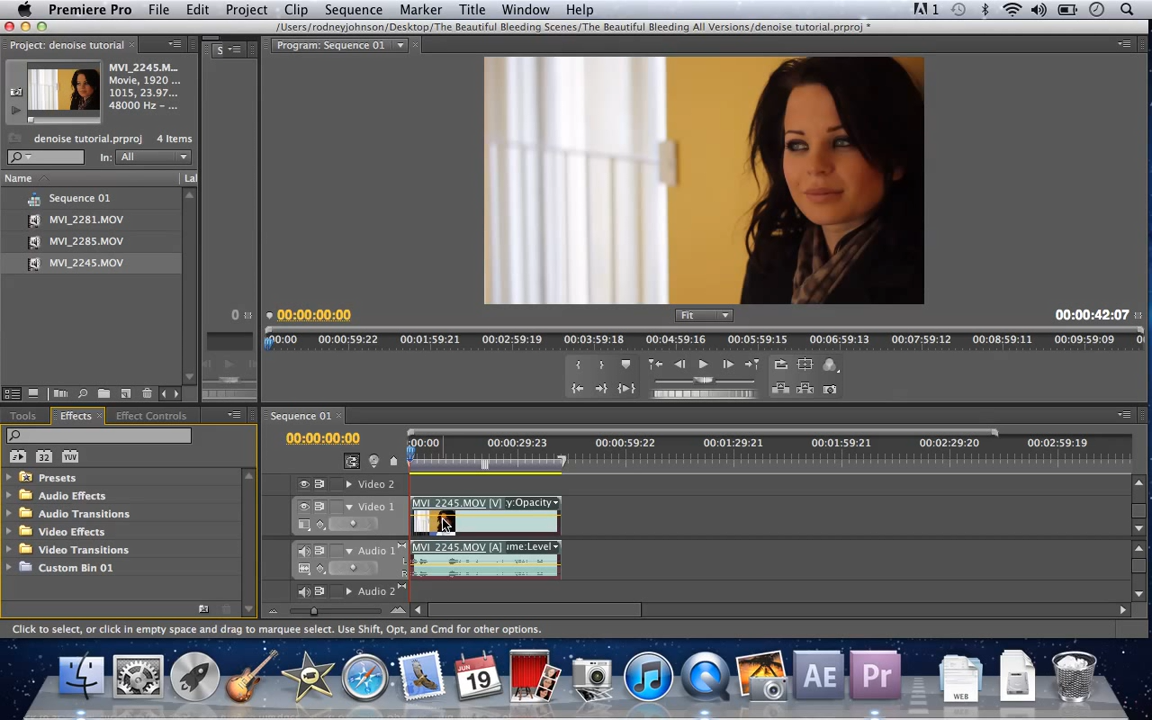 Premiere Pro File Edit Project Clip Sequence Marker Title Window Help 1
/Users/rodneyjohnson/Desktop/The Beautiful Bleeding Scenes/The Beautiful Bleeding All Versions/denoise tutorial.prproj *
Project: denoise tutorial × S Program: Sequence 01 ×
MVI_2245.M...
Movie, 1920 ...
1015, 23.97...
48000 Hz – ...
denoise tutorial.prproj 4 Items
In: All
Name Lal
Sequence 01
MVI_2281.MOV
MVI_2285.MOV
MVI_2245.MOV
0 00:00:00:00 Fit 00:00:42:07
00:00 00:00:59:22 00:01:59:21 00:02:59:19 00:03:59:18 00:04:59:16 00:05:59:15 00:06:59:13 00:07:59:12 00:08:59:11 00:09:59:09 0
Tools Effects × Effect Controls Sequence 01 ×
00:00:00:00 00:00 00:00:29:23 00:00:59:22 00:01:29:21 00:01:59:21 00:02:29:20 00:02:59:19
32 YUV
Presets
Audio Effects
Audio Transitions
Video Effects
Video Transitions
Custom Bin 01
Video 2
Video 1 MVI_2245.MOV [V] y:Opacity
Audio 1 MVI_2245.MOV [A] ıme:Level
Audio 2
Click to select, or click in empty space and drag to marquee select. Use Shift, Opt, and Cmd for other options.
JUN
19
AE Pr WEB